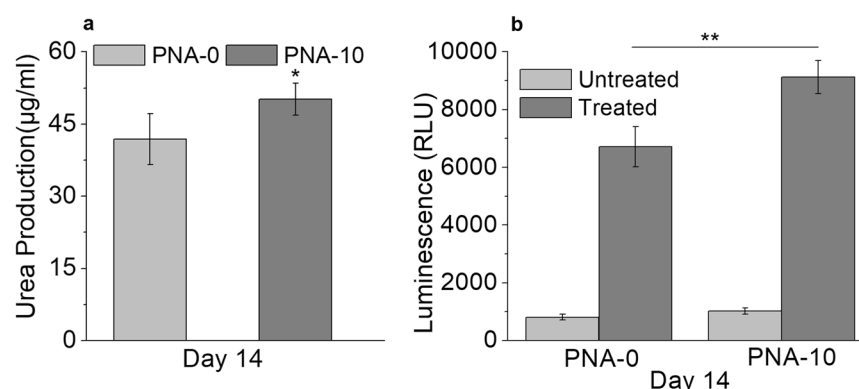 a
60
PNA-0 PNA-10
*
45
30
15
0
Urea Production(µg/ml)
Day 14
b
10000
**
Untreated
Treated
8000
6000
4000
2000
0
Luminescence (RLU)
PNA-0 PNA-10
Day 14